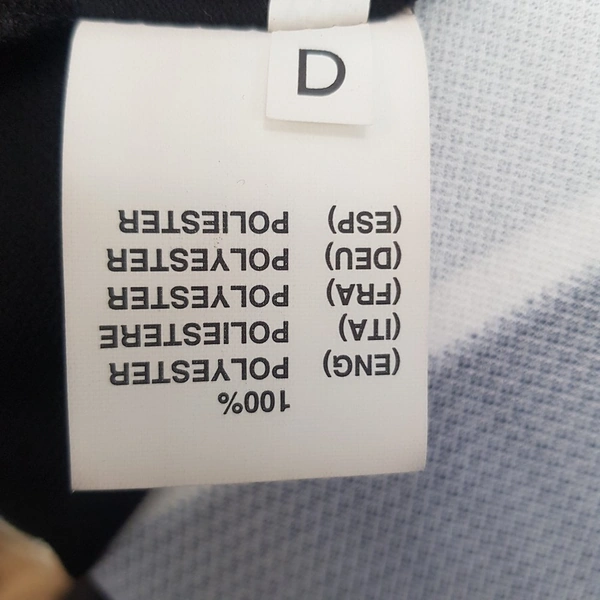 D
100%
(ENG) POLYESTER
(ITA) POLIESTERE
(FRA) POLYESTER
(DEU) POLYESTER
(ESP) POLIESTER